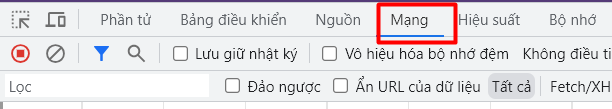 Phần tử Bảng điều khiển Nguồn Mạng Hiệu suất Bộ nhớ
Lưu giữ nhật ký Vô hiệu hóa bộ nhớ đệm Không điều ti
Lọc Đảo ngược Ẩn URL của dữ liệu Tất cả Fetch/XH